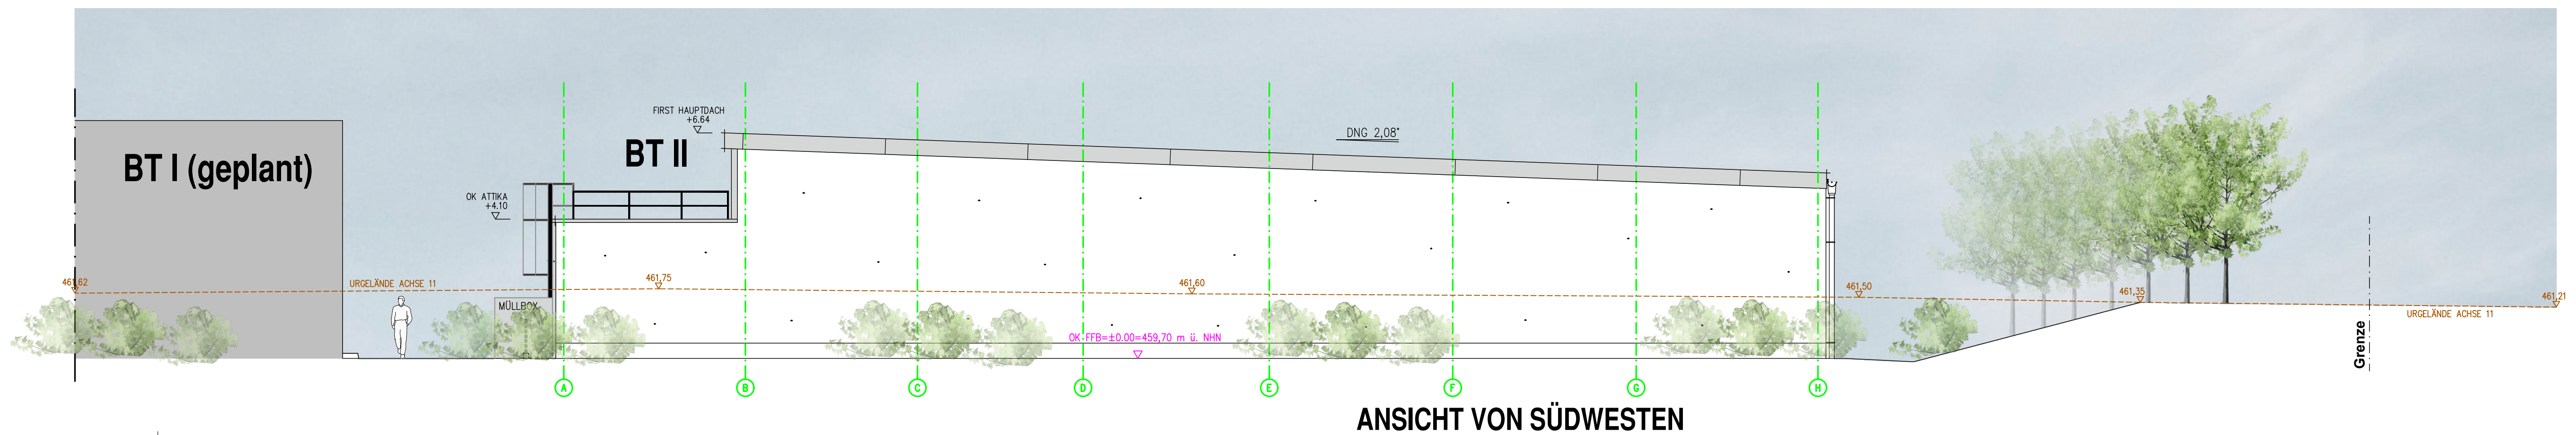 FIRST HAUPTDACH
+6.64
DNG 2,08°
BT II
BT I (geplant)
OK ATTIKA
+4.10
461,62
URGELÄNDE ACHSE 11
461,75
461,60
461,50
461,35
461,21
URGELÄNDE ACHSE 11
MÜLLBOX
OK FFB=±0.00=459,70 m ü. NHN
Grenze
A
B
C
D
E
F
G
H
ANSICHT VON SÜDWESTEN